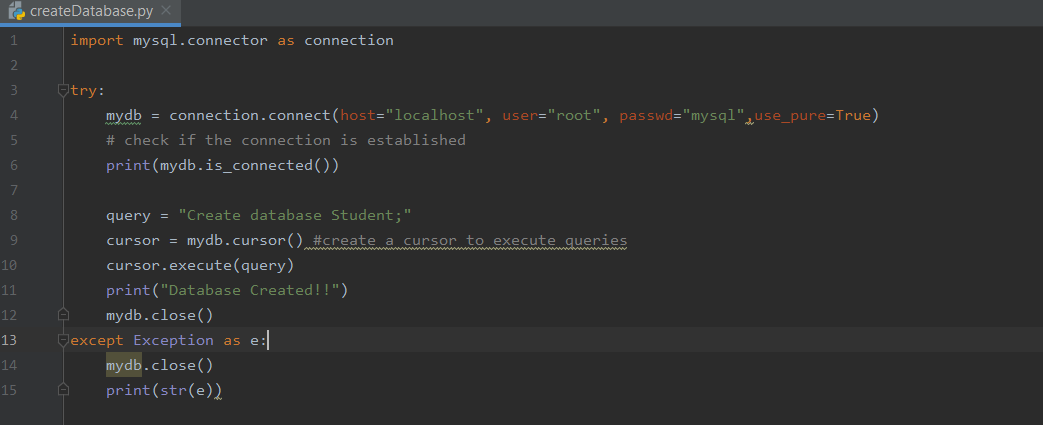 createDatabase.py
1 import mysql.connector as connection
2
3 try:
4     mydb = connection.connect(host="localhost", user="root", passwd="mysql",use_pure=True)
5     # check if the connection is established
6     print(mydb.is_connected())
7
8     query = "Create database Student;"
9     cursor = mydb.cursor() #create a cursor to execute queries
10     cursor.execute(query)
11     print("Database Created!!")
12     mydb.close()
13 except Exception as e:
14     mydb.close()
15     print(str(e))